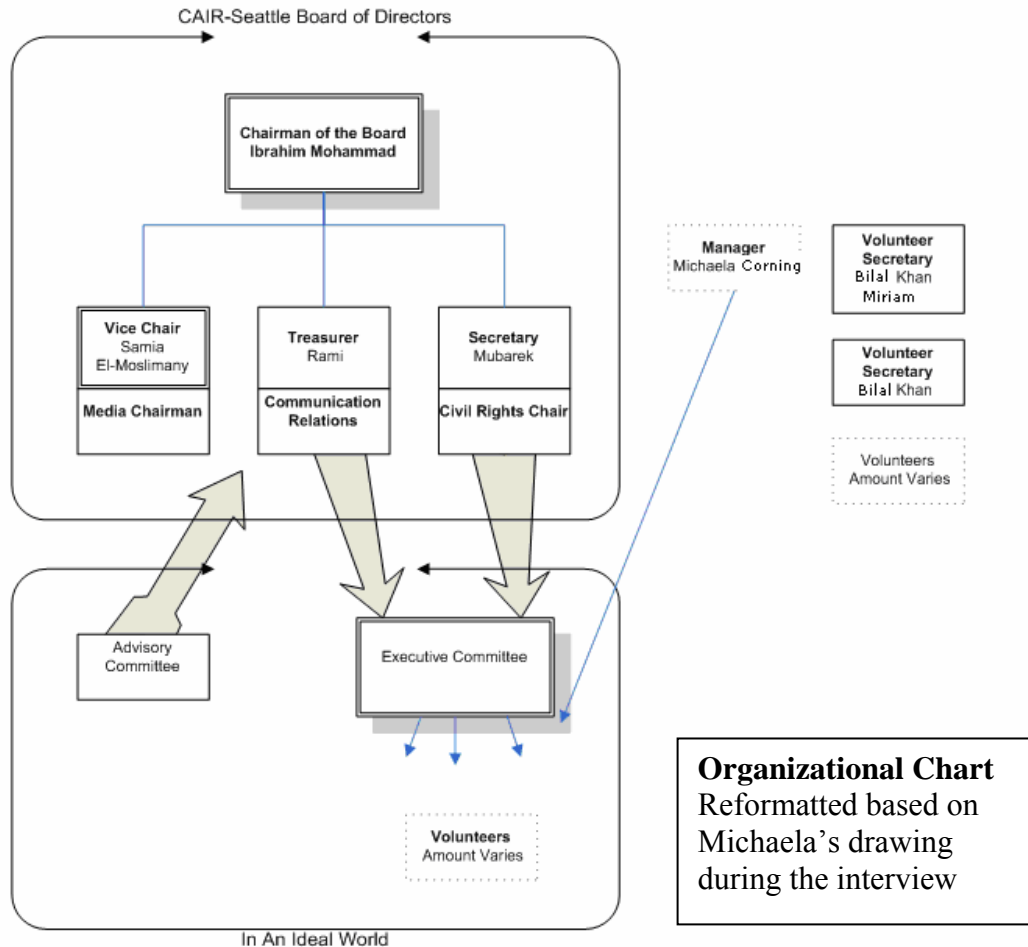 CAIR-Seattle Board of Directors
Chairman of the Board
Ibrahim Mohammad
Vice Chair
Samia
El-Moslimany
Media Chairman
Treasurer
Rami
Communication
Relations
Secretary
Mubarek
Civil Rights Chair
Manager
Michaela Corning
Volunteer
Secretary
Bilal Khan
Miriam
Volunteer
Secretary
Bilal Khan
Volunteers
Amount Varies
Advisory
Committee
Executive Committee
Volunteers
Amount Varies
In An Ideal World
Organizational Chart
Reformatted based on
Michaela’s drawing
during the interview